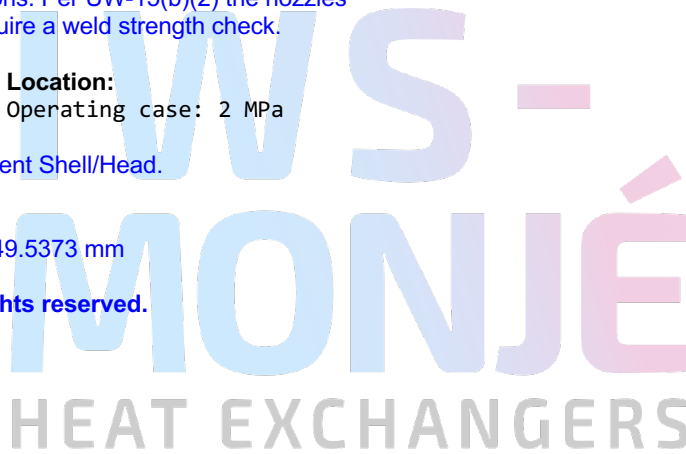 ons. Per UW-15(b)(2) the nozzles
uire a weld strength check.
Location:
Operating case: 2 MPa
ent Shell/Head.
49.5373 mm
hts reserved.
IWS -
MONJÉ
HEAT EXCHANGERS